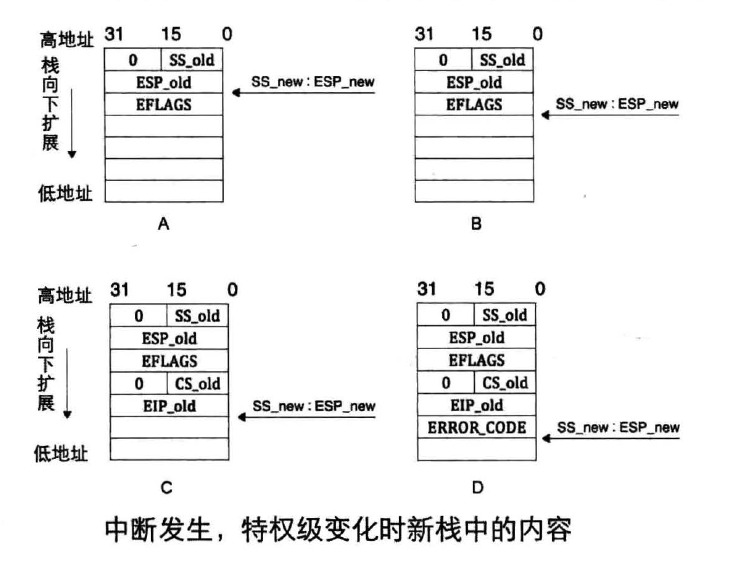 高地址 31 15 0
0 SS_old
ESP_old
EFLAGS
SS_new : ESP_new
栈向下扩展
低地址
A
31 15 0
0 SS_old
ESP_old
EFLAGS
SS_new : ESP_new
B
高地址 31 15 0
0 SS_old
ESP_old
EFLAGS
0 CS_old
EIP_old
SS_new : ESP_new
栈向下扩展
低地址
C
31 15 0
0 SS_old
ESP_old
EFLAGS
0 CS_old
EIP_old
ERROR_CODE
SS_new : ESP_new
D
中断发生，特权级变化时新栈中的内容